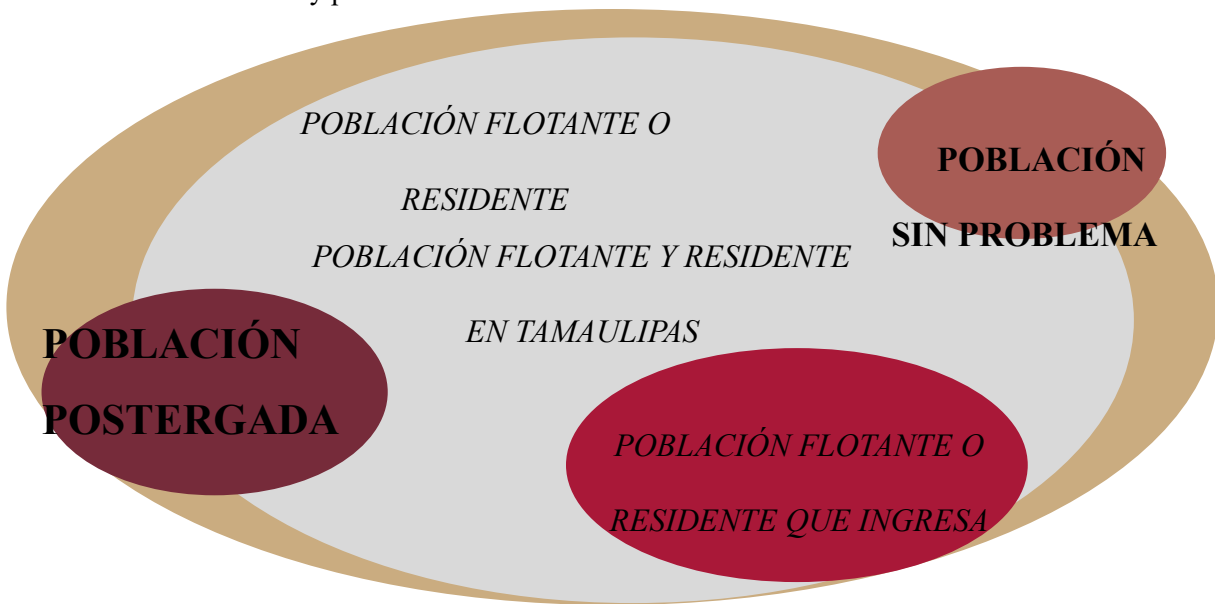 POBLACIÓN FLOTANTE O
RESIDENTE
POBLACIÓN FLOTANTE Y RESIDENTE
EN TAMAULIPAS
POBLACIÓN
SIN PROBLEMA
POBLACIÓN
POSTERGADA
POBLACIÓN FLOTANTE O
RESIDENTE QUE INGRESA